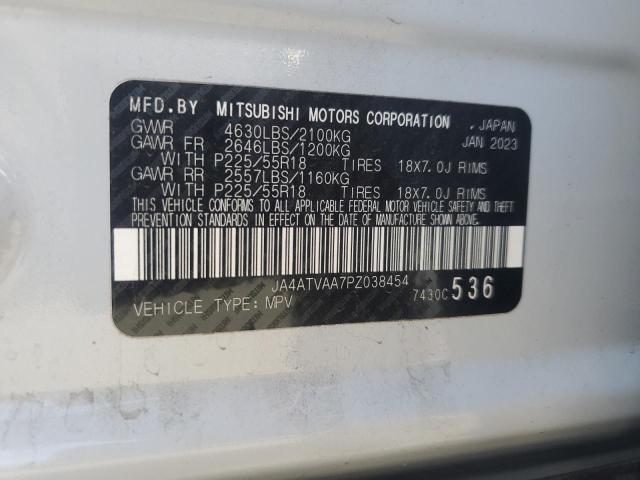 MFD.BY MITSUBISHI MOTORS CORPORATION . JAPAN
GVWR 4630LBS/2100KG JAN 2023
GAWR FR 2646LBS/1200KG
WITH P225/55R18 TIRES 18X7.0J RIMS
GAWR RR 2557LBS/1160KG
WITH P225/55R18 TIRES 18X7.0J RIMS
THIS VEHICLE CONFORMS TO ALL APPLICABLE FEDERAL MOTOR VEHICLE SAFETY AND THEFT
PREVENTION STANDARDS IN EFFECT ON THE DATE OF MANUFACTURE SHOWN ABOVE.
JA4ATVAA7PZ038454 7430C 536
VEHICLE TYPE: MPV